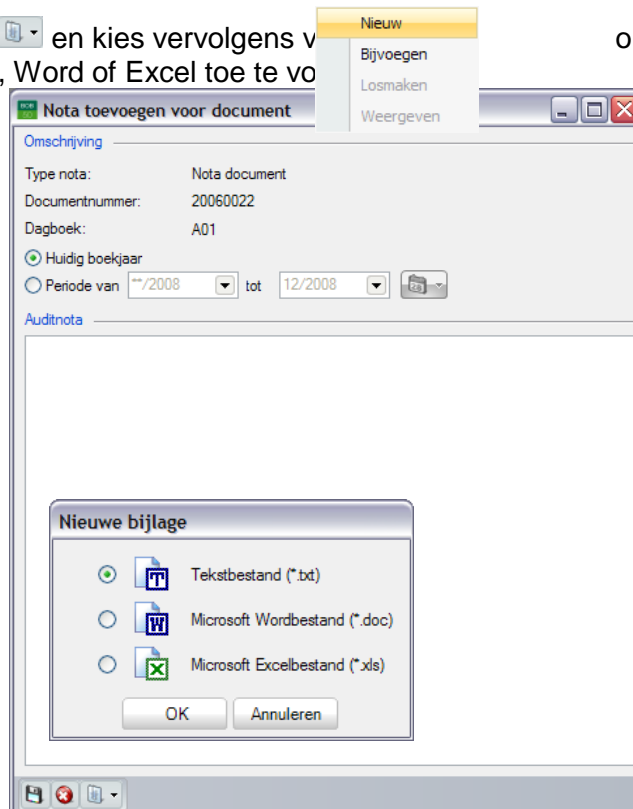 en kies vervolgens v
o
, Word of Excel toe te vo
Nieuw
Bijvoegen
Losmaken
Weergeven
Nota toevoegen voor document
Omschrijving
Type nota: Nota document
Documentnummer: 20060022
Dagboek: A01
Huidig boekjaar
Periode van **/2008 tot 12/2008
Auditnota
Nieuwe bijlage
Tekstbestand (*.txt)
Microsoft Wordbestand (*.doc)
Microsoft Excelbestand (*.xls)
OK Annuleren